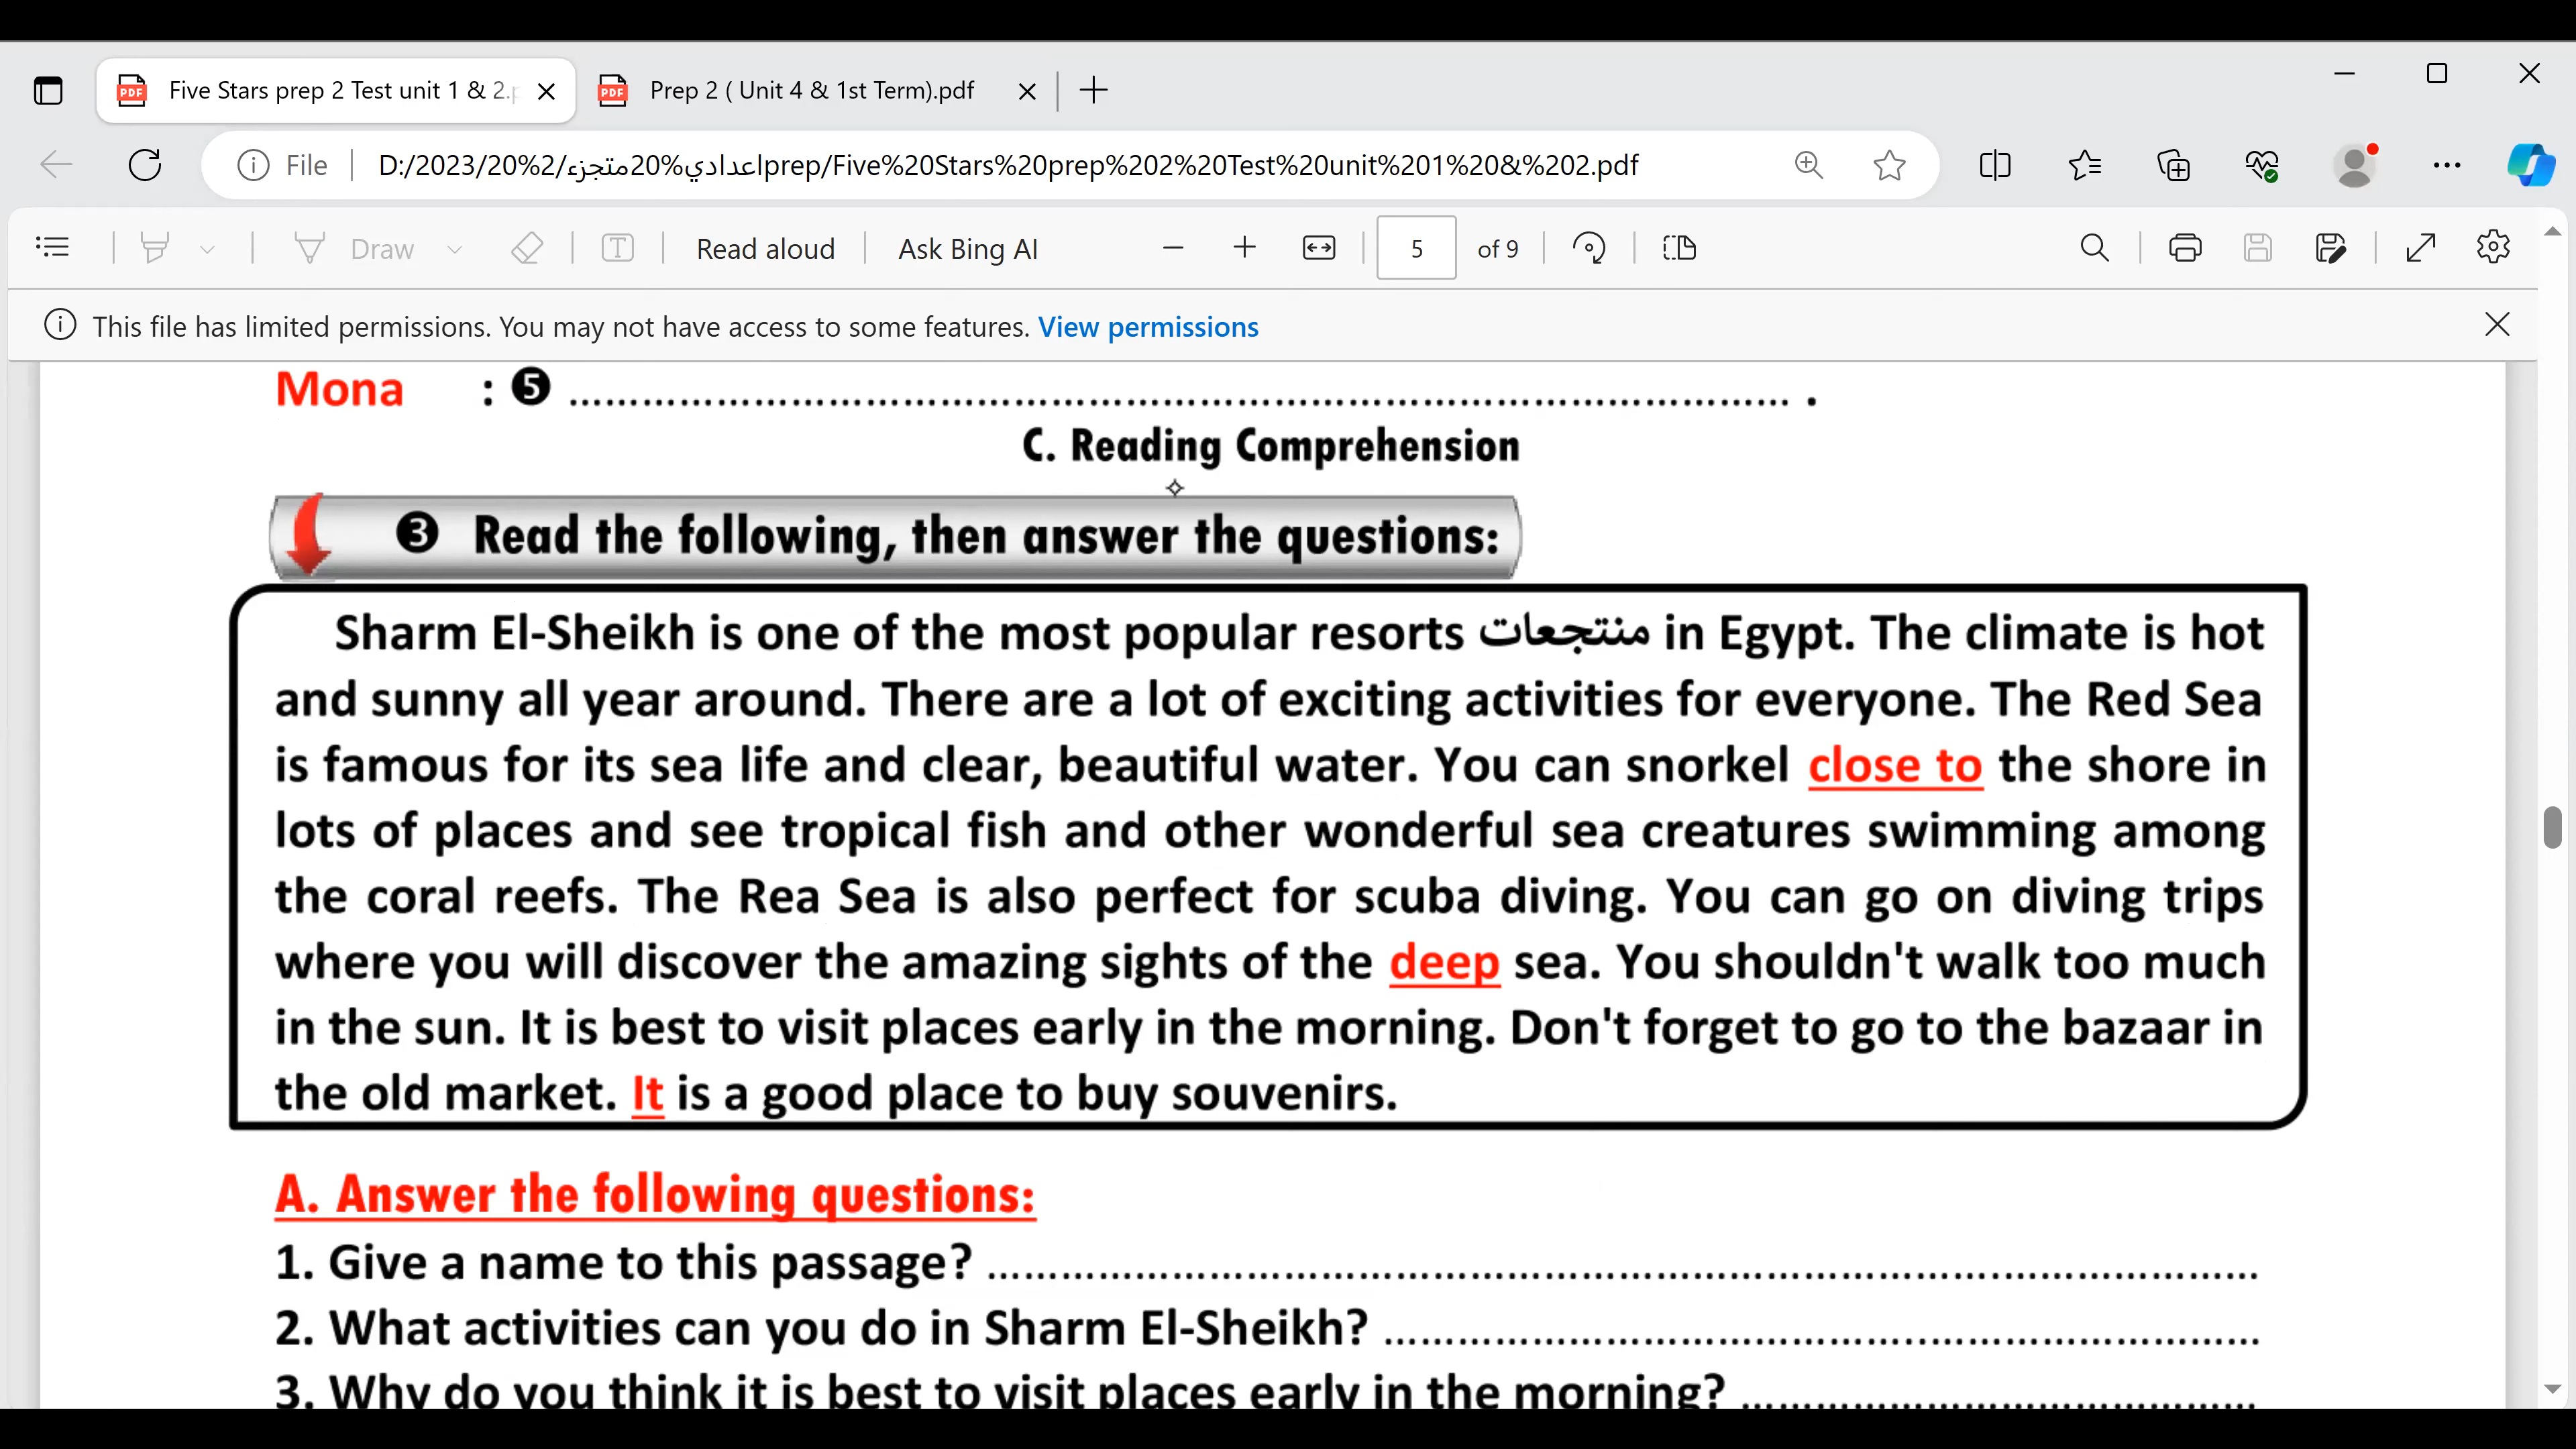 Five Stars prep 2 Test unit 1 & 2.p
Prep 2 ( Unit 4 & 1st Term).pdf
File
D:/2023/20%2/اعدادي%20متجزءprep/Five%20Stars%20prep%202%20Test%20unit%201%20&%202.pdf
Draw
Read aloud
Ask Bing AI
5 of 9
This file has limited permissions. You may not have access to some features. View permissions
Mona : ❺ ........................................................................................ .
C. Reading Comprehension
❸ Read the following, then answer the questions:
Sharm El-Sheikh is one of the most popular resorts منتجعات in Egypt. The climate is hot
and sunny all year around. There are a lot of exciting activities for everyone. The Red Sea
is famous for its sea life and clear, beautiful water. You can snorkel close to the shore in
lots of places and see tropical fish and other wonderful sea creatures swimming among
the coral reefs. The Rea Sea is also perfect for scuba diving. You can go on diving trips
where you will discover the amazing sights of the deep sea. You shouldn't walk too much
in the sun. It is best to visit places early in the morning. Don't forget to go to the bazaar in
the old market. It is a good place to buy souvenirs.
A. Answer the following questions:
1. Give a name to this passage? ........................................................................................
2. What activities can you do in Sharm El-Sheikh? ............................................................
3. Why do you think it is best to visit places early in the morning? ....................................